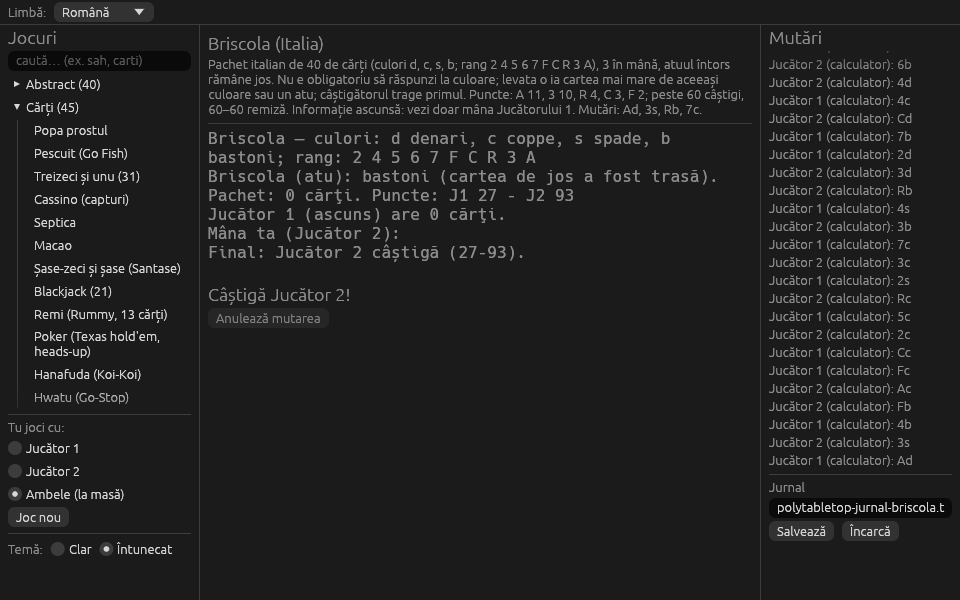 Limbă: Română
Jocuri
caută... (ex. sah, carti)
Abstract (40)
Cărți (45)
Popa prostul
Pescuit (Go Fish)
Treizeci și unu (31)
Cassino (capturi)
Septica
Macao
Șase-zeci și șase (Santase)
Blackjack (21)
Remi (Rummy, 13 cărți)
Poker (Texas hold'em,
heads-up)
Hanafuda (Koi-Koi)
Hwatu (Go-Stop)
Tu joci cu:
Jucător 1
Jucător 2
Ambele (la masă)
Joc nou
Temă: Clar Întunecat
Briscola (Italia)
Pachet italian de 40 de cărți (culori d, c, s, b; rang 2 4 5 6 7 F C R 3 A), 3 în mână, atuul întors
rămâne jos. Nu e obligatoriu să răspunzi la culoare; levata o ia cartea mai mare de aceeași
culoare sau un atu; câștigătorul trage primul. Puncte: A 11, 3 10, R 4, C 3, F 2; peste 60 câștigi,
60–60 remiză. Informație ascunsă: vezi doar mâna Jucătorului 1. Mutări: Ad, 3s, Rb, 7c.
Briscola — culori: d denari, c coppe, s spade, b
bastoni; rang: 2 4 5 6 7 F C R 3 A
Briscola (atu): bastoni (cartea de jos a fost trasă).
Pachet: 0 cărţi. Puncte: J1 27 - J2 93
Jucător 1 (ascuns) are 0 cărţi.
Mâna ta (Jucător 2):
Final: Jucător 2 câștigă (27-93).
Câștigă Jucător 2!
Anulează mutarea
Mutări
Jucător 2 (calculator): 6b
Jucător 2 (calculator): 4d
Jucător 1 (calculator): 4c
Jucător 2 (calculator): Cd
Jucător 1 (calculator): 7b
Jucător 1 (calculator): 2d
Jucător 2 (calculator): 3d
Jucător 2 (calculator): Rb
Jucător 1 (calculator): 4s
Jucător 2 (calculator): 3b
Jucător 1 (calculator): 7c
Jucător 2 (calculator): 3c
Jucător 1 (calculator): 2s
Jucător 2 (calculator): Rc
Jucător 1 (calculator): 5c
Jucător 2 (calculator): 2c
Jucător 1 (calculator): Cc
Jucător 1 (calculator): Fc
Jucător 2 (calculator): Ac
Jucător 2 (calculator): Fb
Jucător 1 (calculator): 4b
Jucător 2 (calculator): 3s
Jucător 1 (calculator): Ad
Jurnal
polytabletop-jurnal-briscola.t
Salvează Încarcă